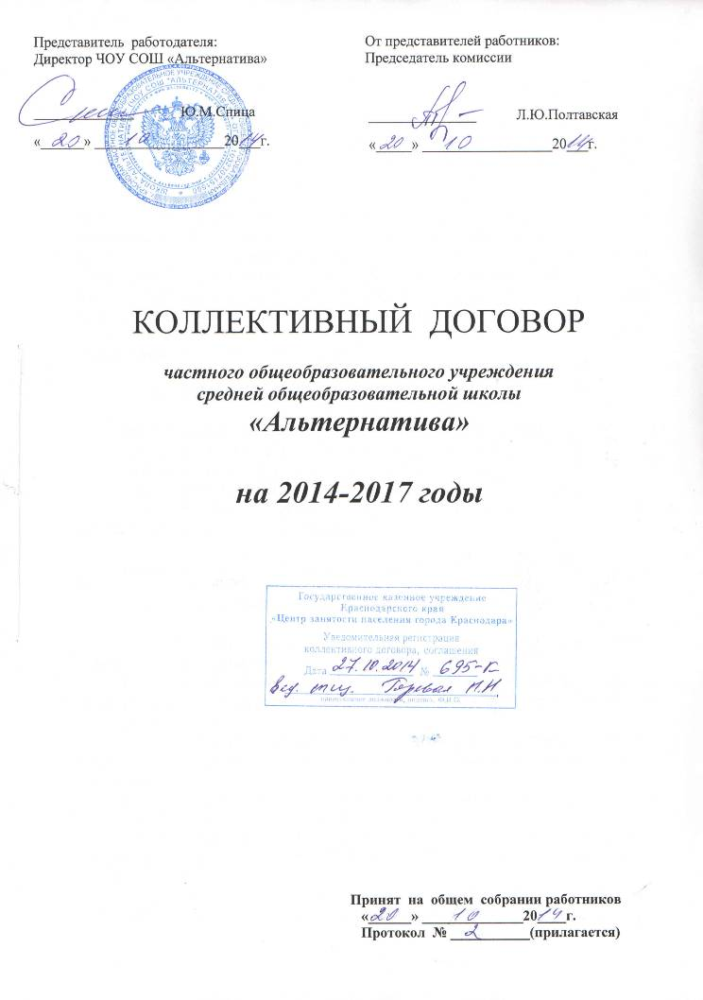 Представитель работодателя:
Директор ЧОУ СОШ «Альтернатива»
Ю.М.Спица
«20» 10 2014г.
От представителей работников:
Председатель комиссии
Л.Ю.Полтавская
«20» 10 2014г.
КОЛЛЕКТИВНЫЙ ДОГОВОР
частного общеобразовательного учреждения
средней общеобразовательной школы
«Альтернатива»
на 2014-2017 годы
Государственное казенное учреждение
Краснодарского края
«Центр занятости населения города Краснодара»
Уведомительная регистрация
коллективного договора, соглашения
Дата 27.10.2014 № 695-К
Вед. инсп.
Принят на общем собрании работников
«20» 10 2014г.
Протокол № 2 (прилагается)